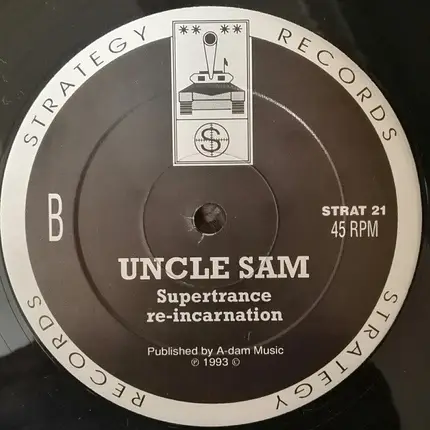 STRATEGY RECORDS
S
B
STRAT 21
45 RPM
UNCLE SAM
Supertrance
re-incarnation
Published by A-dam Music
℗ 1993 ©
STRATEGY RECORDS